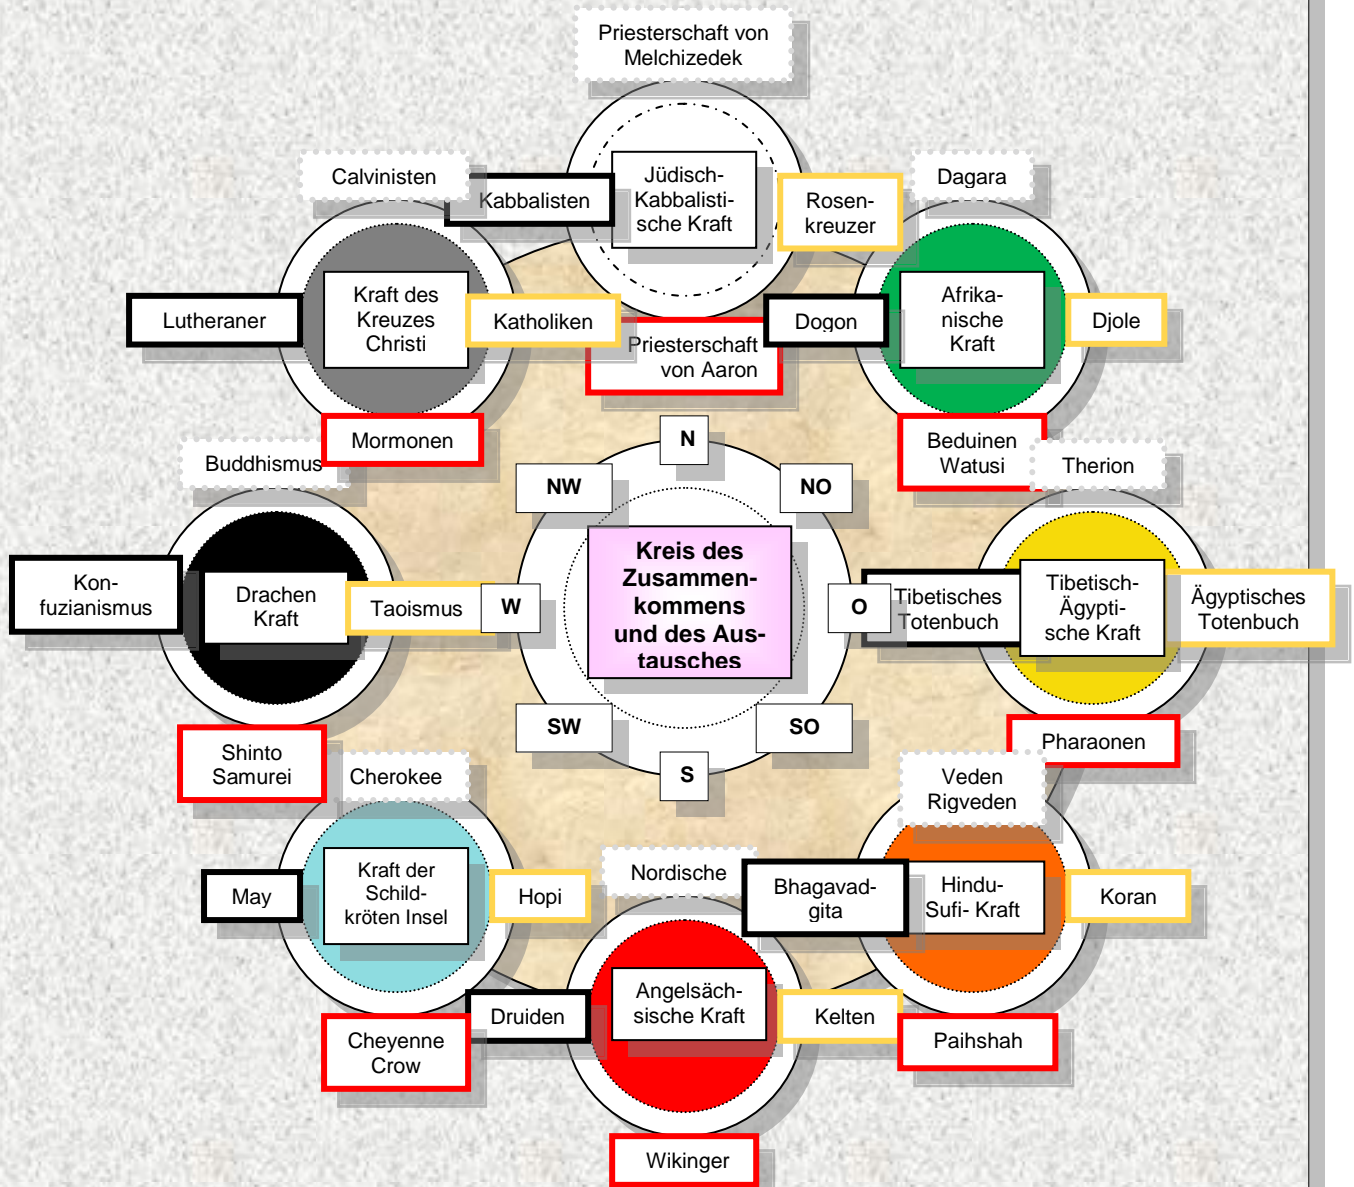 Priesterschaft von
Melchizedek
Calvinisten
Kabbalisten
Jüdisch-
Kabbalisti-
sche Kraft
Rosen-
kreuzer
Dagara
Lutheraner
Kraft des
Kreuzes
Christi
Katholiken
Priesterschaft
von Aaron
Dogon
Afrika-
nische
Kraft
Djole
Mormonen
Beduinen
Watusi
Buddhismus
Therion
N
NW
NO
Kon-
fuzianismus
Drachen
Kraft
Taoismus
W
Kreis des
Zusammen-
kommens
und des Aus-
tausches
O
Tibetisches
Totenbuch
Tibetisch-
Ägypti-
sche Kraft
Ägyptisches
Totenbuch
SW
SO
S
Shinto
Samurei
Pharaonen
Cherokee
Veden
Rigveden
May
Kraft der
Schild-
kröten Insel
Hopi
Nordische
Bhagavad-
gita
Hindu-
Sufi- Kraft
Koran
Cheyenne
Crow
Druiden
Angelsäch-
sische Kraft
Kelten
Paihshah
Wikinger